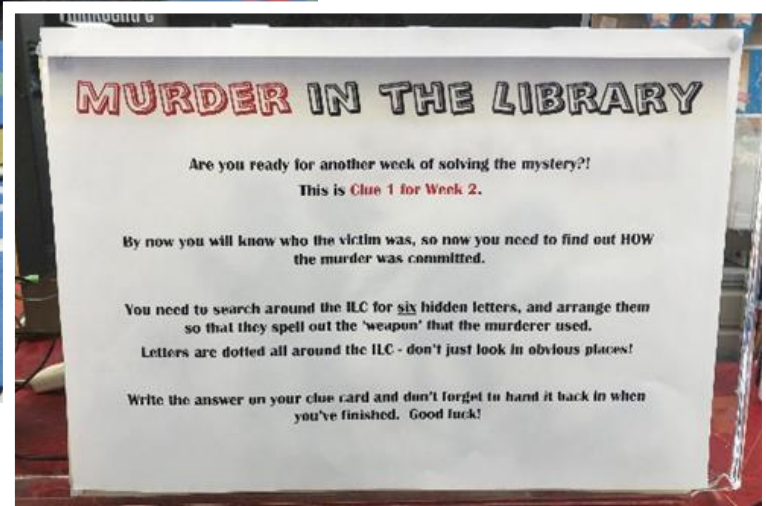 MURDER IN THE LIBRARY
Are you ready for another week of solving the mystery?!
This is Clue 1 for Week 2.
By now you will know who the victim was, so now you need to find out HOW
the murder was committed.
You need to search around the ILC for six hidden letters, and arrange them
so that they spell out the 'weapon' that the murderer used.
Letters are dotted all around the ILC - don't just look in obvious places!
Write the answer on your clue card and don't forget to hand it back in when
you've finished. Good luck!